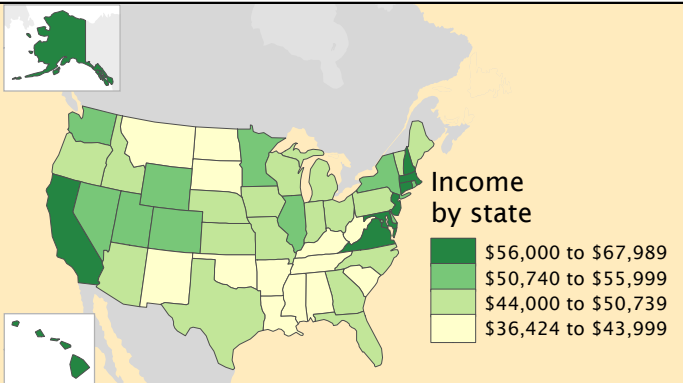 Income
by state
$56,000 to $67,989
$50,740 to $55,999
$44,000 to $50,739
$36,424 to $43,999